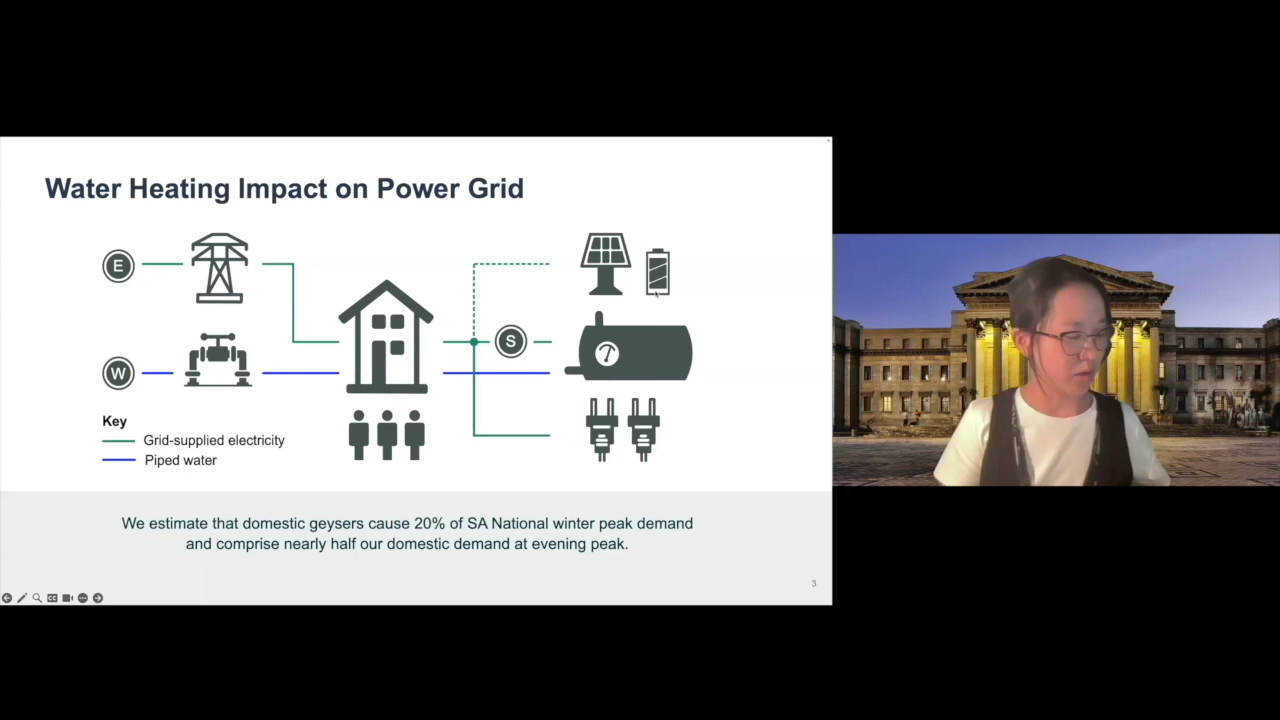 Water Heating Impact on Power Grid
E
S
W
Key
Grid-supplied electricity
Piped water
We estimate that domestic geysers cause 20% of SA National winter peak demand
and comprise nearly half our domestic demand at evening peak.
3
CC